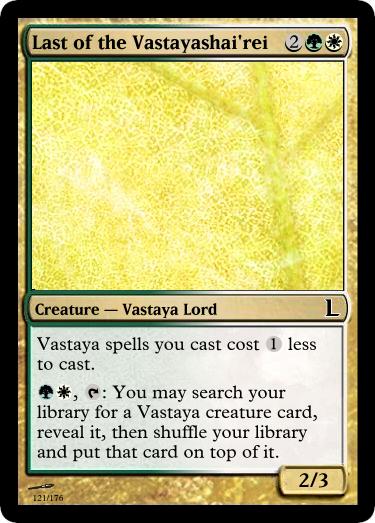 Last of the Vastayashai'rei 2
Creature — Vastaya Lord L
Vastaya spells you cast cost 1 less
to cast.
, : You may search your
library for a Vastaya creature card,
reveal it, then shuffle your library
and put that card on top of it.
2/3
121/176